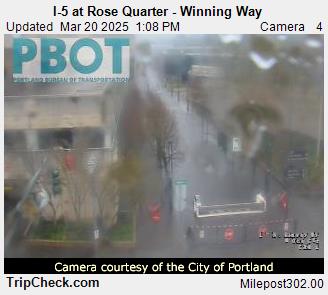 I-5 at Rose Quarter - Winning Way
Updated Mar 20 2025 1:08 PM Camera 4
PBOT
PORTLAND BUREAU OF TRANSPORTATION
Camera courtesy of the City of Portland
TripCheck.com Milepost302.00